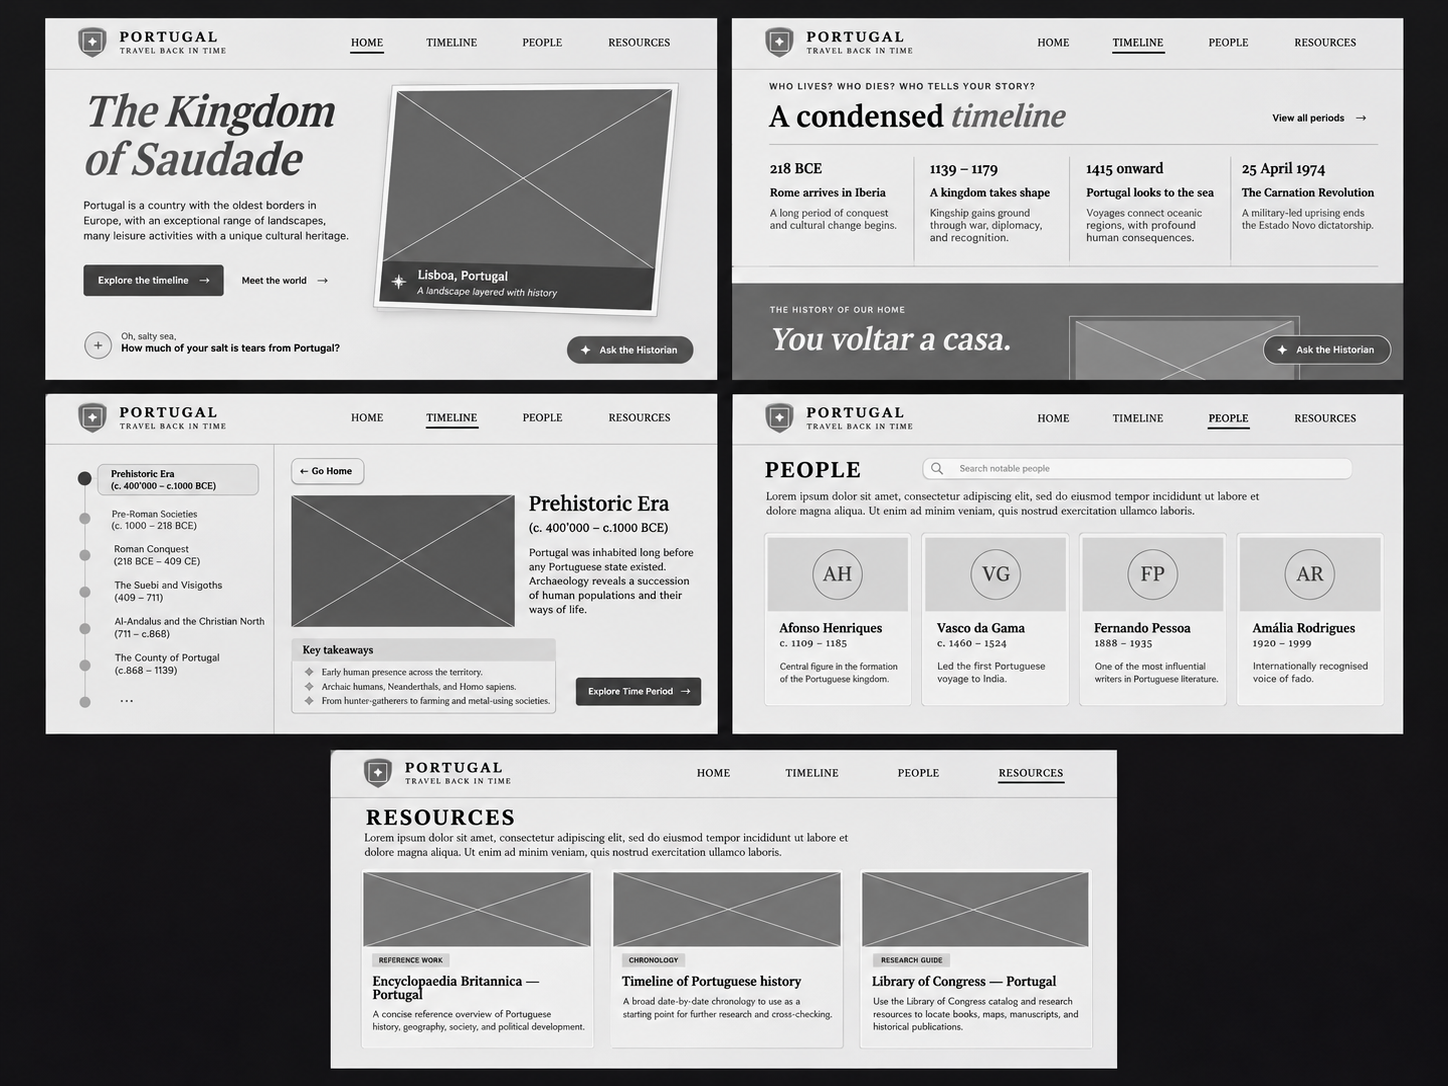 PORTUGAL
TRAVEL BACK IN TIME
HOME
TIMELINE
PEOPLE
RESOURCES
The Kingdom
of Saudade
Portugal is a country with the oldest borders in
Europe, with an exceptional range of landscapes,
many leisure activities with a unique cultural heritage.
Explore the timeline →
Meet the world →
Lisboa, Portugal
A landscape layered with history
Oh, salty sea,
How much of your salt is tears from Portugal?
Ask the Historian
PORTUGAL
TRAVEL BACK IN TIME
HOME
TIMELINE
PEOPLE
RESOURCES
WHO LIVES? WHO DIES? WHO TELLS YOUR STORY?
A condensed timeline
View all periods →
218 BCE
Rome arrives in Iberia
A long period of conquest
and cultural change begins.
1139 – 1179
A kingdom takes shape
Kingship gains ground
through war, diplomacy,
and recognition.
1415 onward
Portugal looks to the sea
Voyages connect oceanic
regions, with profound
human consequences.
25 April 1974
The Carnation Revolution
A military-led uprising ends
the Estado Novo dictatorship.
THE HISTORY OF OUR HOME
You voltar a casa.
Ask the Historian
PORTUGAL
TRAVEL BACK IN TIME
HOME
TIMELINE
PEOPLE
RESOURCES
Prehistoric Era
(c. 400'000 – c.1000 BCE)
Pre-Roman Societies
(c. 1000 – 218 BCE)
Roman Conquest
(218 BCE – 409 CE)
The Suebi and Visigoths
(409 – 711)
Al-Andalus and the Christian North
(711 – c.868)
The County of Portugal
(c.868 – 1139)
...
← Go Home
Prehistoric Era
(c. 400'000 – c.1000 BCE)
Portugal was inhabited long before
any Portuguese state existed.
Archaeology reveals a succession
of human populations and their
ways of life.
Key takeaways
Early human presence across the territory.
Archaic humans, Neanderthals, and Homo sapiens.
From hunter-gatherers to farming and metal-using societies.
Explore Time Period →
PORTUGAL
TRAVEL BACK IN TIME
HOME
TIMELINE
PEOPLE
RESOURCES
PEOPLE
Search notable people
Lorem ipsum dolor sit amet, consectetur adipiscing elit, sed do eiusmod tempor incididunt ut labore et
dolore magna aliqua. Ut enim ad minim veniam, quis nostrud exercitation ullamco laboris.
AH
Afonso Henriques
c. 1109 – 1185
Central figure in the formation
of the Portuguese kingdom.
VG
Vasco da Gama
c. 1460 – 1524
Led the first Portuguese
voyage to India.
FP
Fernando Pessoa
1888 – 1935
One of the most influential
writers in Portuguese literature.
AR
Amália Rodrigues
1920 – 1999
Internationally recognised
voice of fado.
PORTUGAL
TRAVEL BACK IN TIME
HOME
TIMELINE
PEOPLE
RESOURCES
RESOURCES
Lorem ipsum dolor sit amet, consectetur adipiscing elit, sed do eiusmod tempor incididunt ut labore et
dolore magna aliqua. Ut enim ad minim veniam, quis nostrud exercitation ullamco laboris.
REFERENCE WORK
Encyclopaedia Britannica —
Portugal
A concise reference overview of Portuguese
history, geography, society, and political development.
CHRONOLOGY
Timeline of Portuguese history
A broad date-by-date chronology to use as a
starting point for further research and cross-checking.
RESEARCH GUIDE
Library of Congress — Portugal
Use the Library of Congress catalog and research
resources to locate books, maps, manuscripts, and
historical publications.